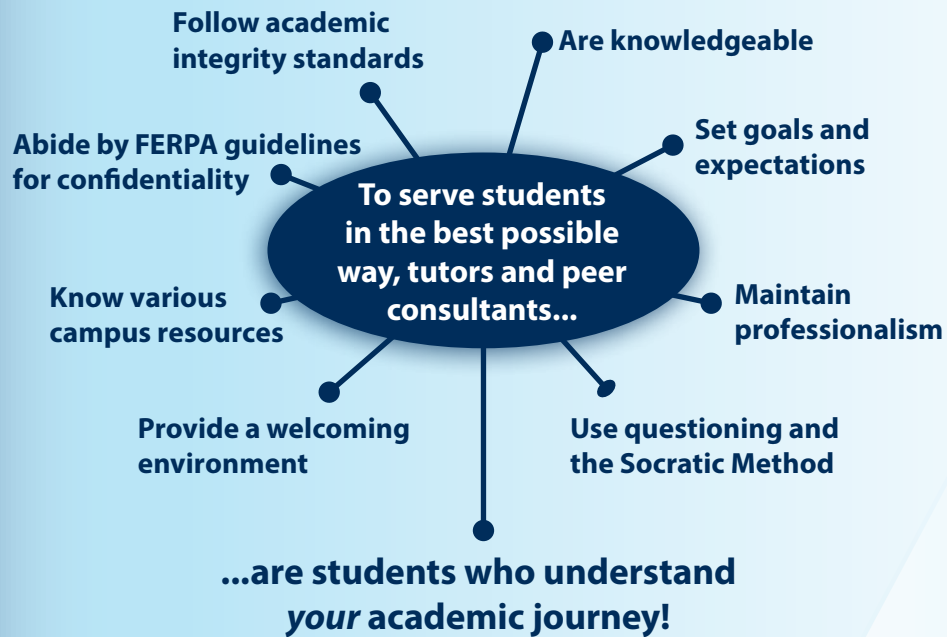 Follow academic
integrity standards
Are knowledgeable
Abide by FERPA guidelines
for confidentiality
Set goals and
expectations
To serve students
in the best possible
way, tutors and peer
consultants...
Know various
campus resources
Maintain
professionalism
Provide a welcoming
environment
Use questioning and
the Socratic Method
...are students who understand
your academic journey!